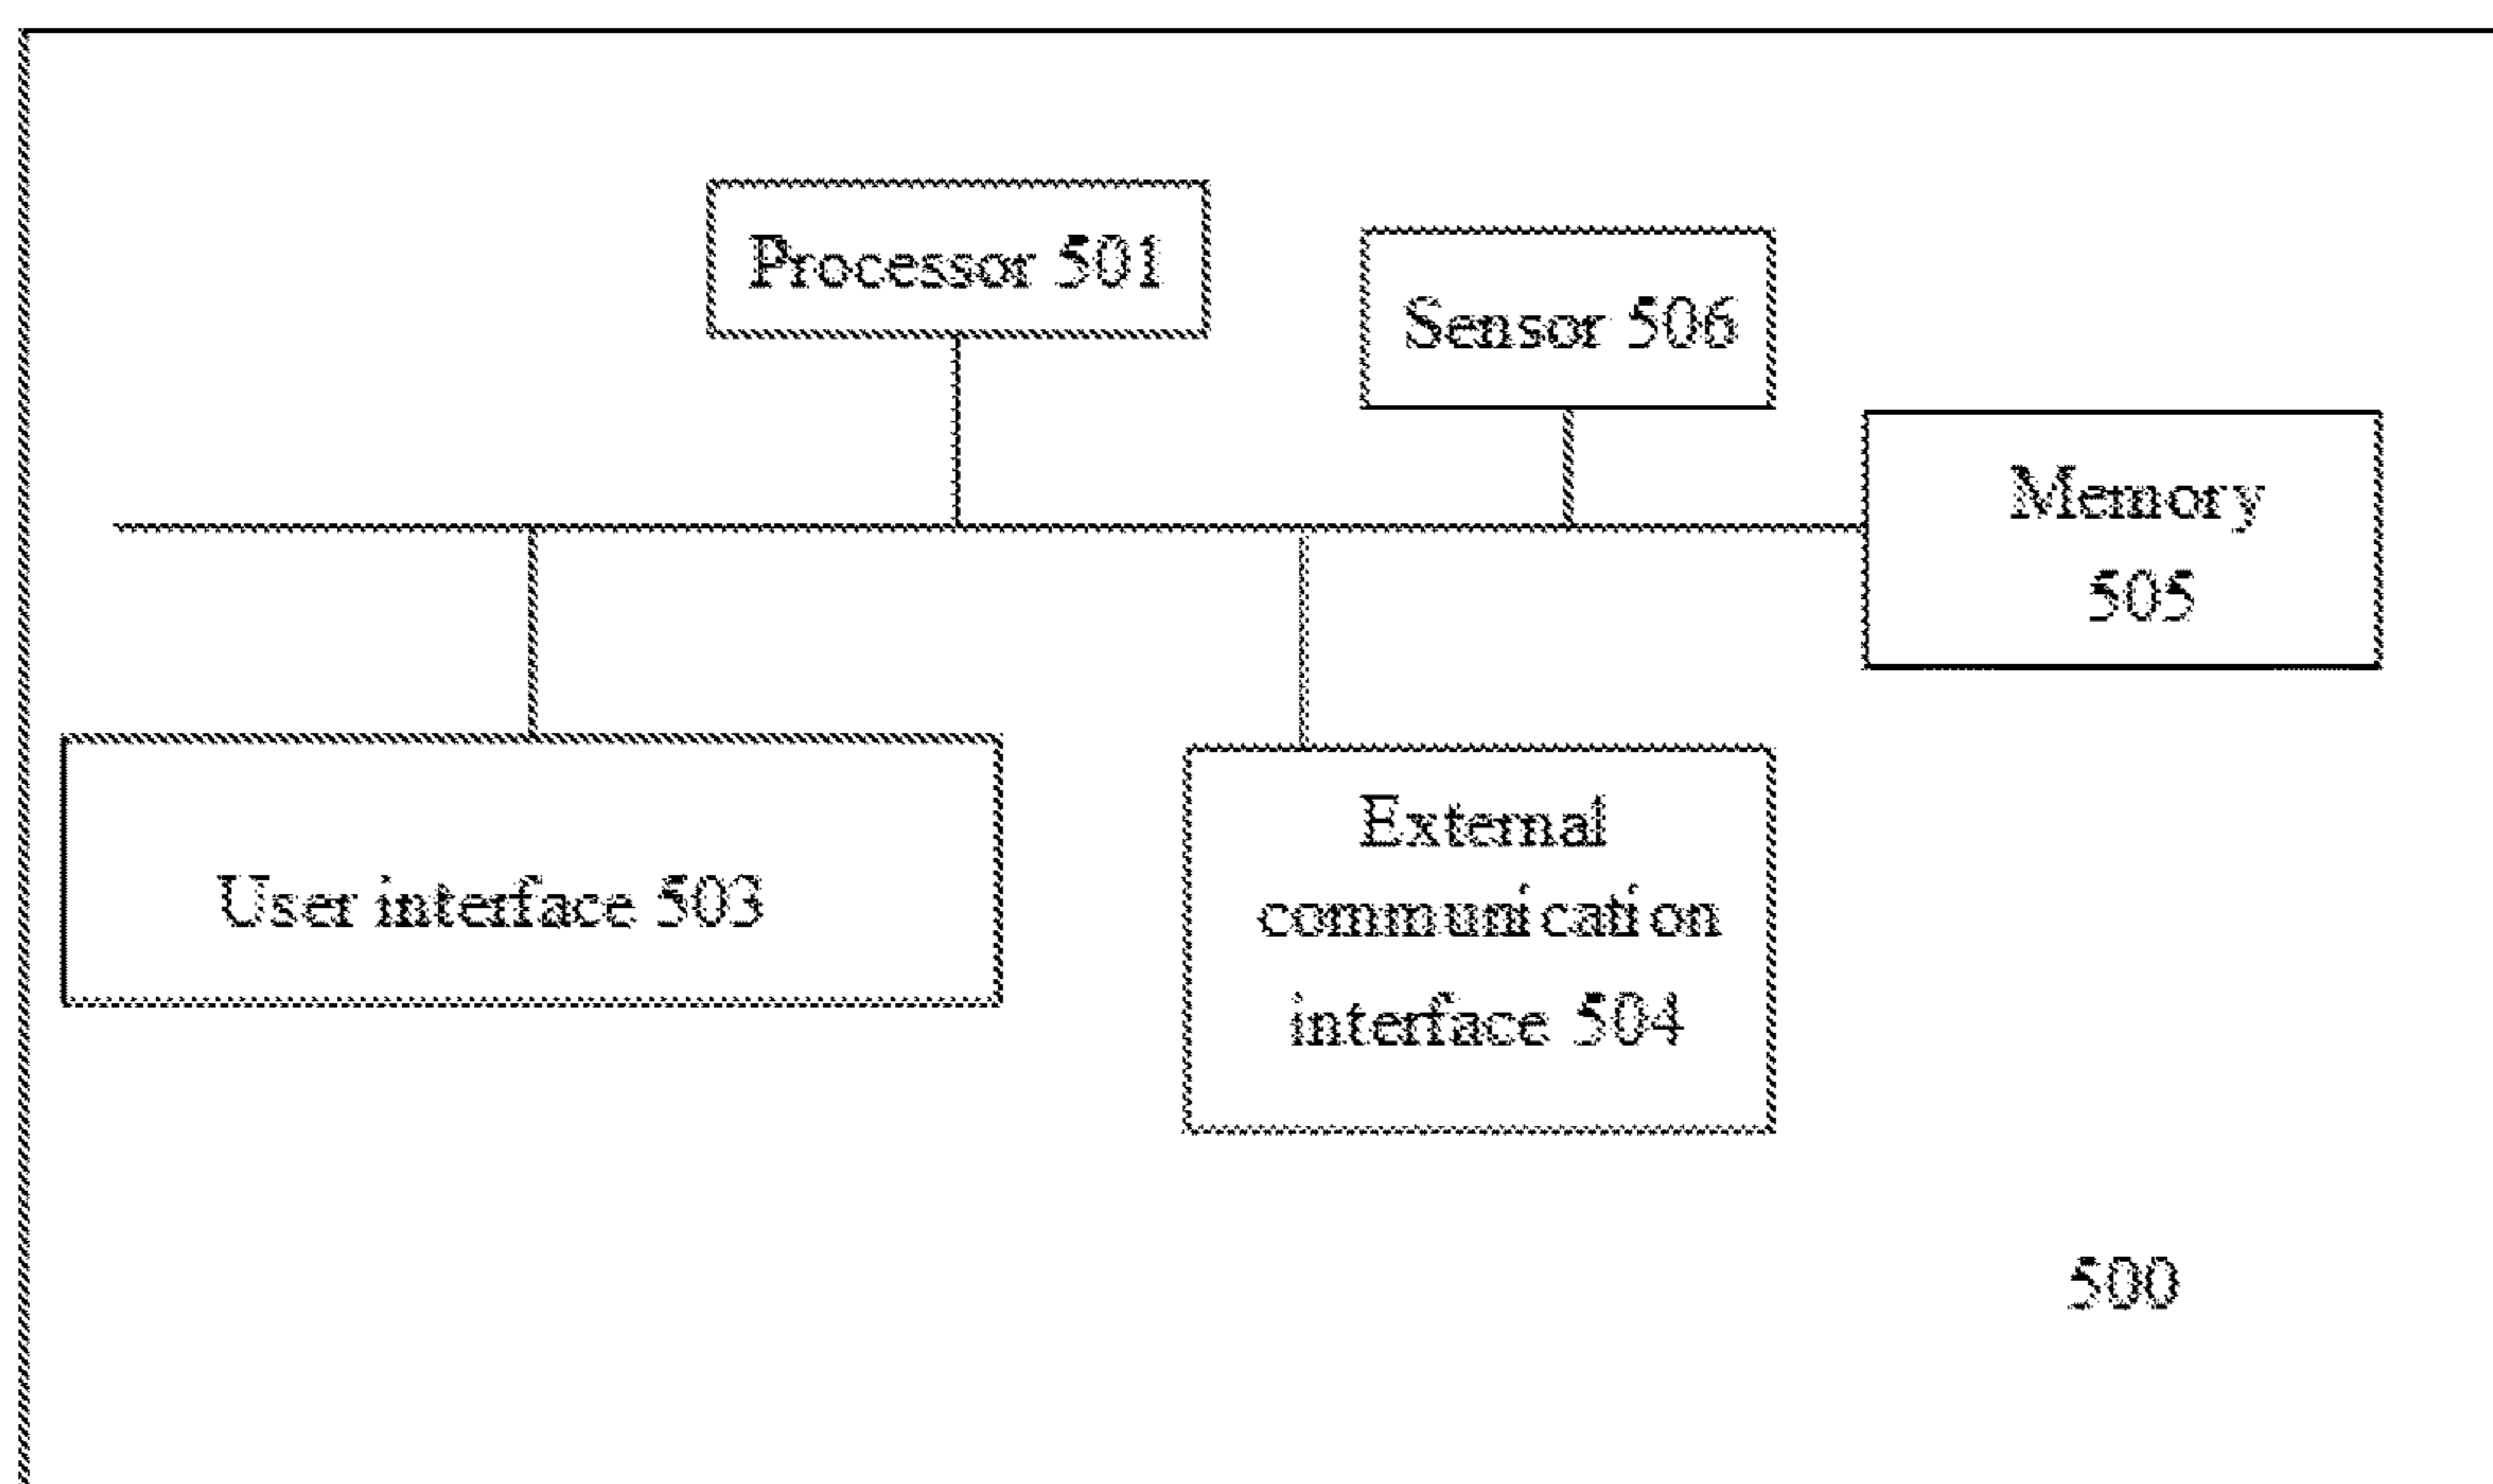 Processor 501
Sensor 506
Memory
505
User interface 503
External
communication
interface 504
500